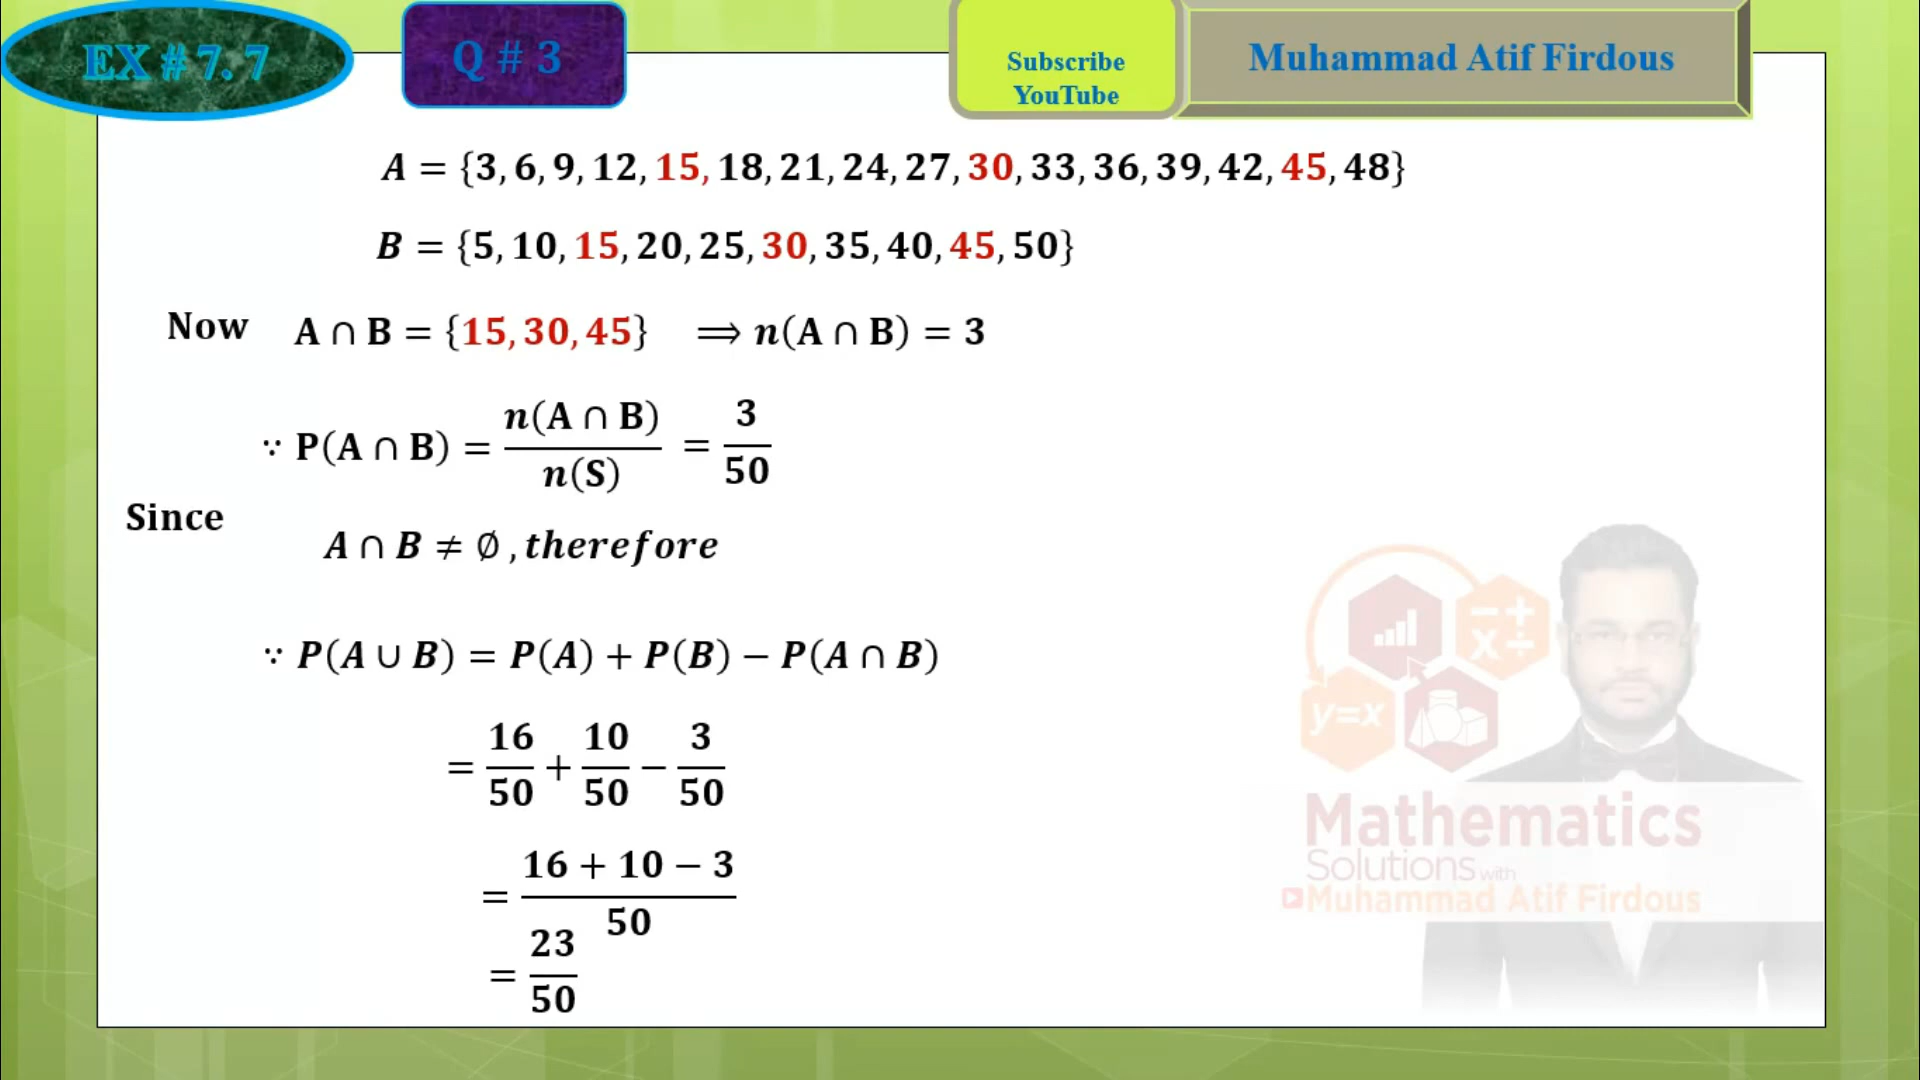 EX # 7.7
Q # 3
Subscribe
YouTube
Muhammad Atif Firdous
A = {3, 6, 9, 12, 15, 18, 21, 24, 27, 30, 33, 36, 39, 42, 45, 48}
B = {5, 10, 15, 20, 25, 30, 35, 40, 45, 50}
Now A ∩ B = {15, 30, 45} ⟹ n(A ∩ B) = 3
∵ P(A ∩ B) = n(A ∩ B)/n(S) = 3/50
Since
A ∩ B ≠ ∅ , therefore
∵ P(A ∪ B) = P(A) + P(B) − P(A ∩ B)
= 16/50 + 10/50 − 3/50
= (16 + 10 − 3)/50
= 23/50
− +
x ÷
y=x
Mathematics
Solutions with
Muhammad Atif Firdous